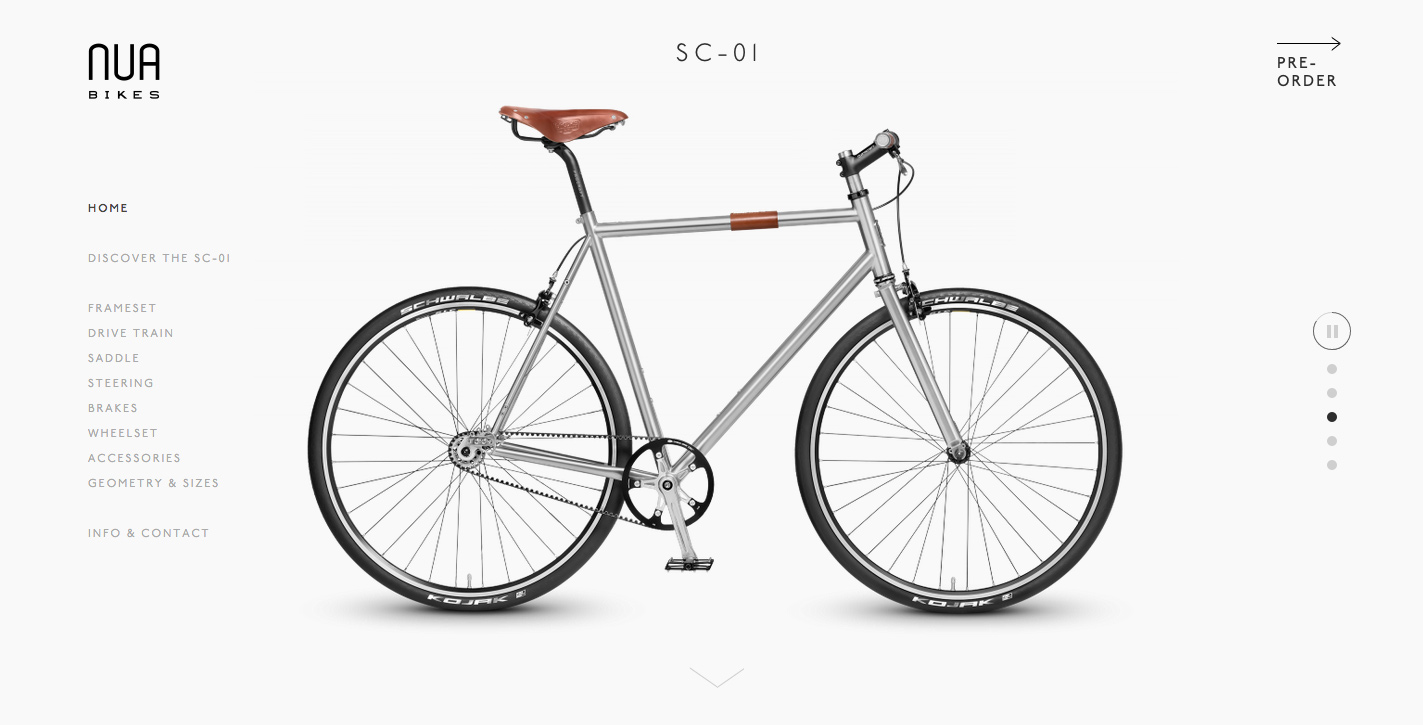 NUA
BIKES
SC-01
PRE-
ORDER
HOME
DISCOVER THE SC-01
FRAMESET
DRIVE TRAIN
SADDLE
STEERING
BRAKES
WHEELSET
ACCESSORIES
GEOMETRY & SIZES
INFO & CONTACT
SCHWALBE
SCHWALBE
KOJAK
KOJAK